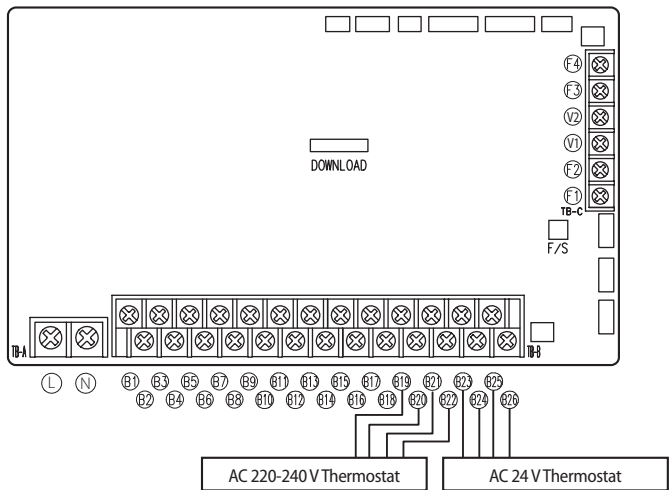 F4
F3
V2
V1
DOWNLOAD
F2
F1
TB-C
F/S
TB-A
TB-B
L N B1 B3 B5 B7 B9 B11 B13 B15 B17 B19 B21 B23 B25
B2 B4 B6 B8 B10 B12 B14 B16 B18 B20 B22 B24 B26
AC 220-240 V Thermostat AC 24 V Thermostat